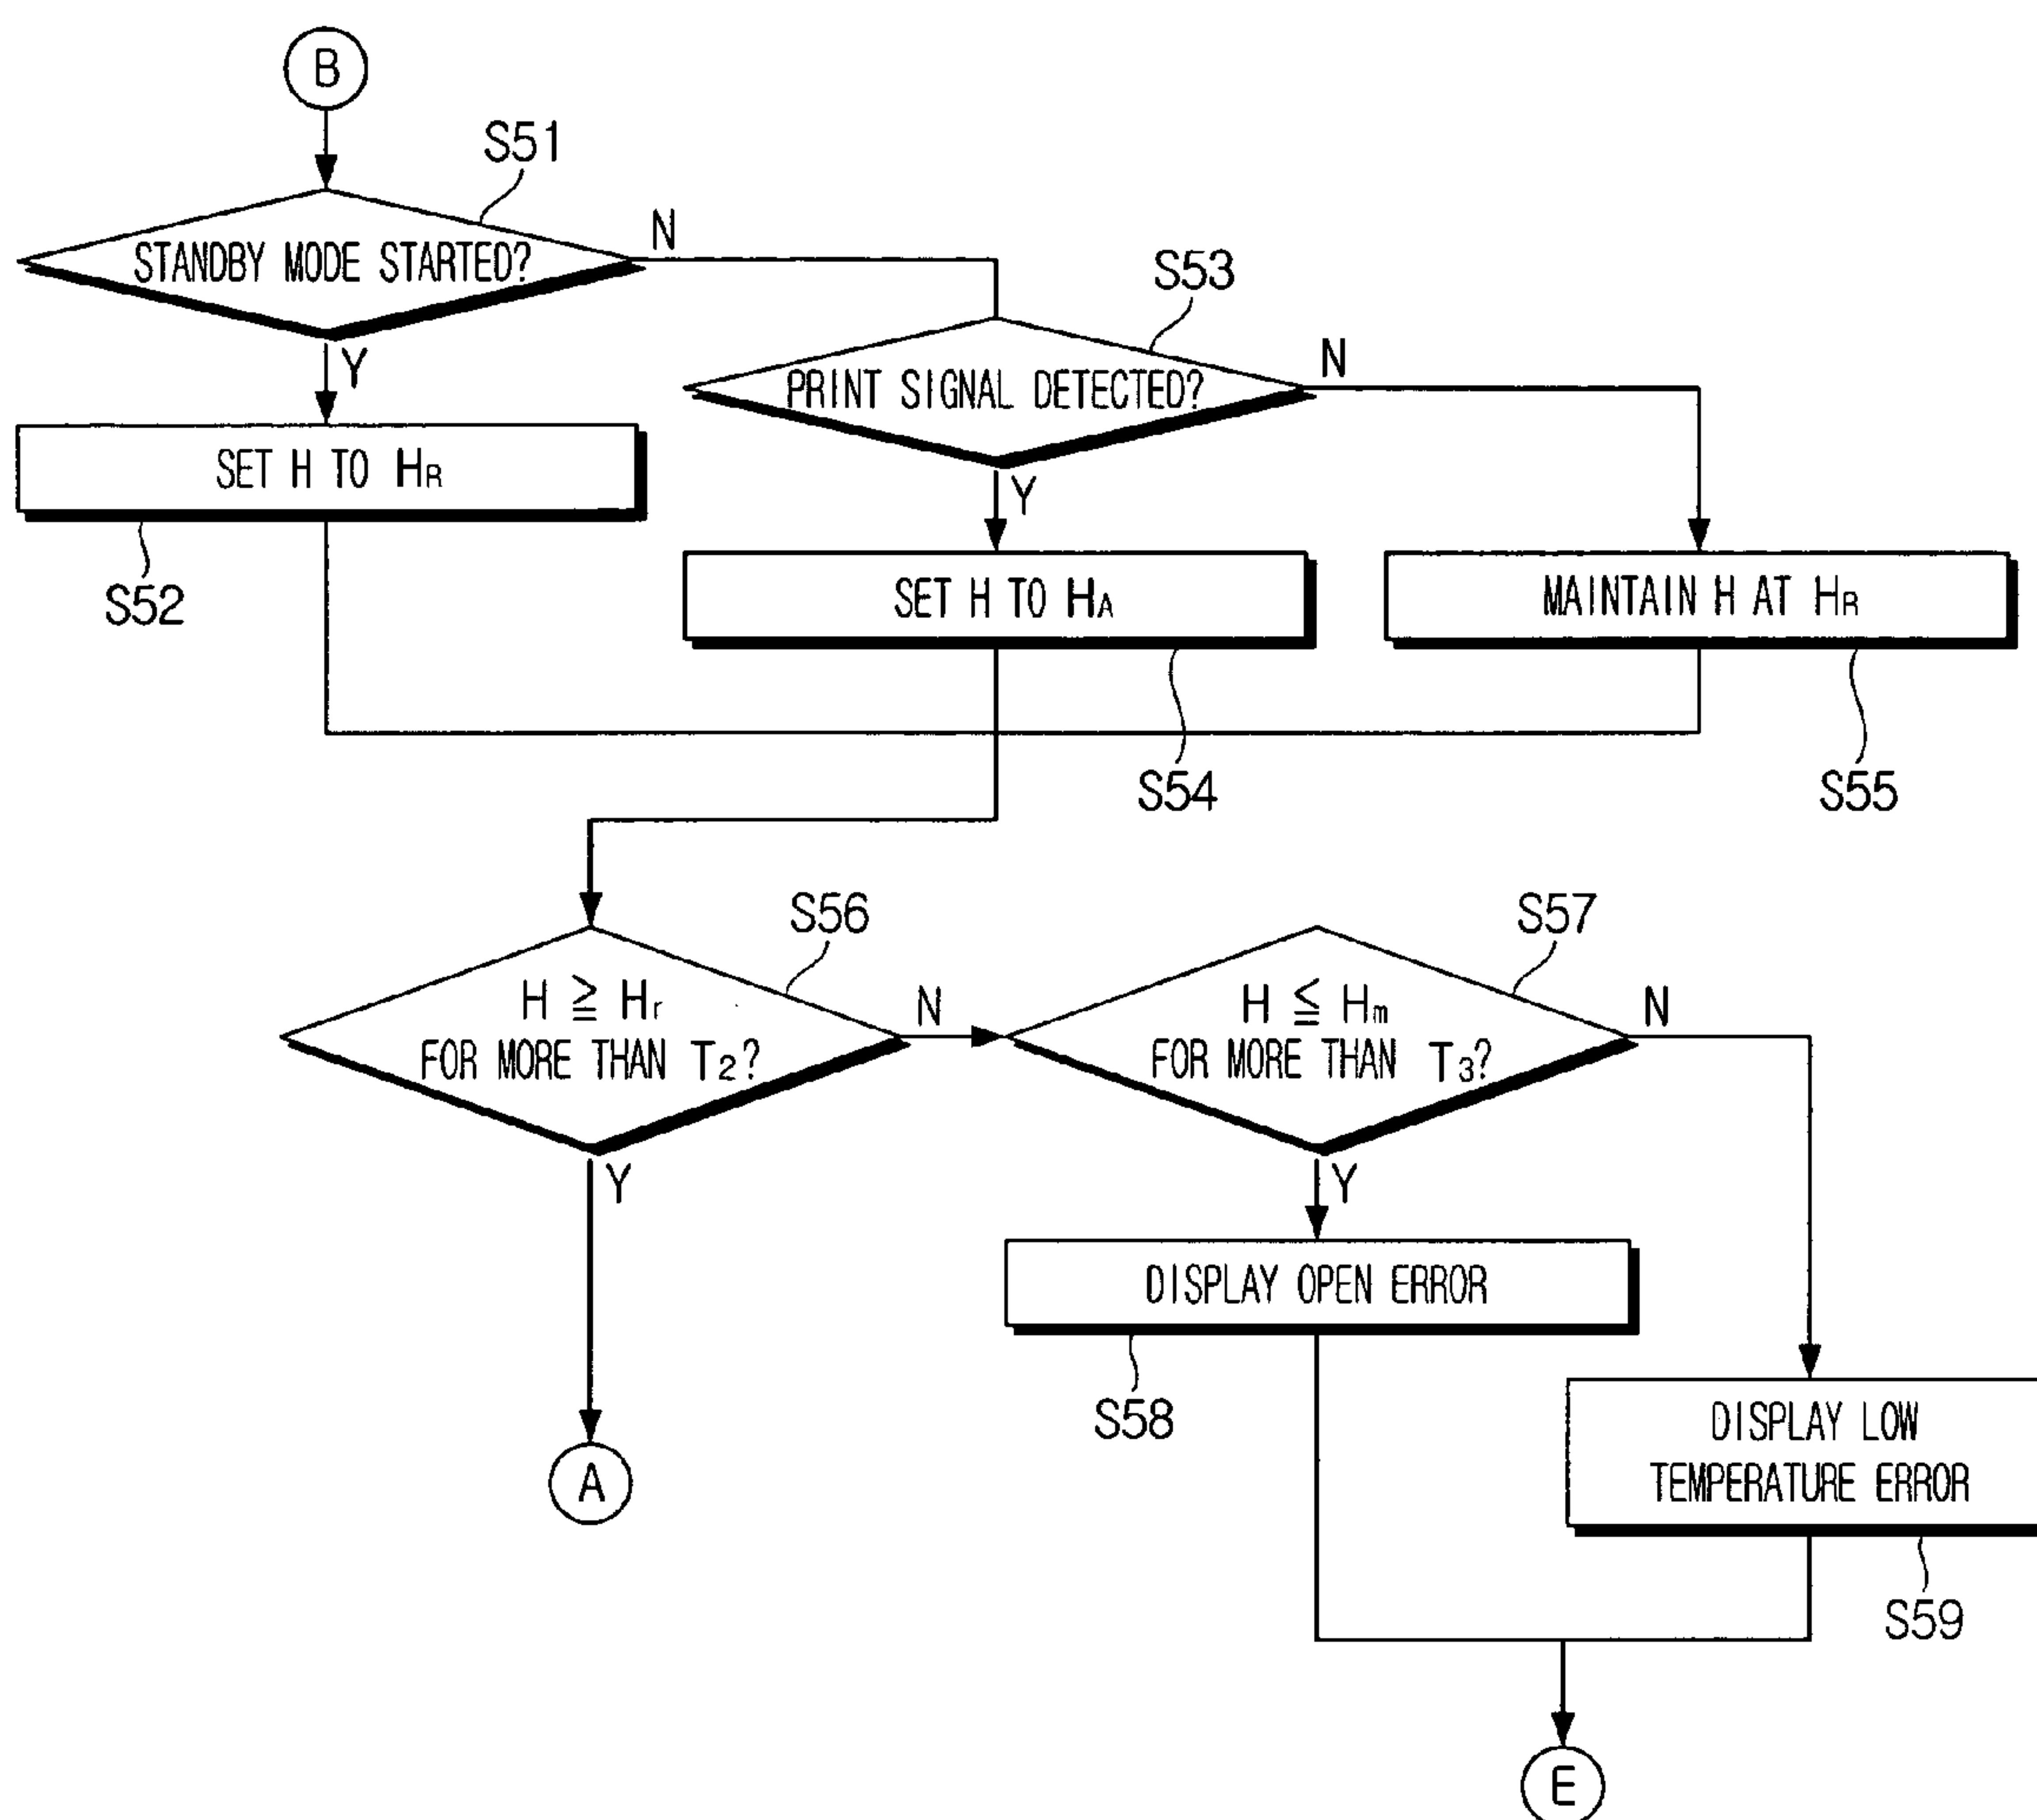 B
S51
STANDBY MODE STARTED?
N
Y
S53
PRINT SIGNAL DETECTED?
N
Y
SET H TO HR
S52
SET H TO HA
S54
MAINTAIN H AT HR
S55
S56
H ≧ Hr
FOR MORE THAN T2?
N
Y
S57
H ≦ Hm
FOR MORE THAN T3?
N
Y
DISPLAY OPEN ERROR
S58
DISPLAY LOW
TEMPERATURE ERROR
S59
A
E